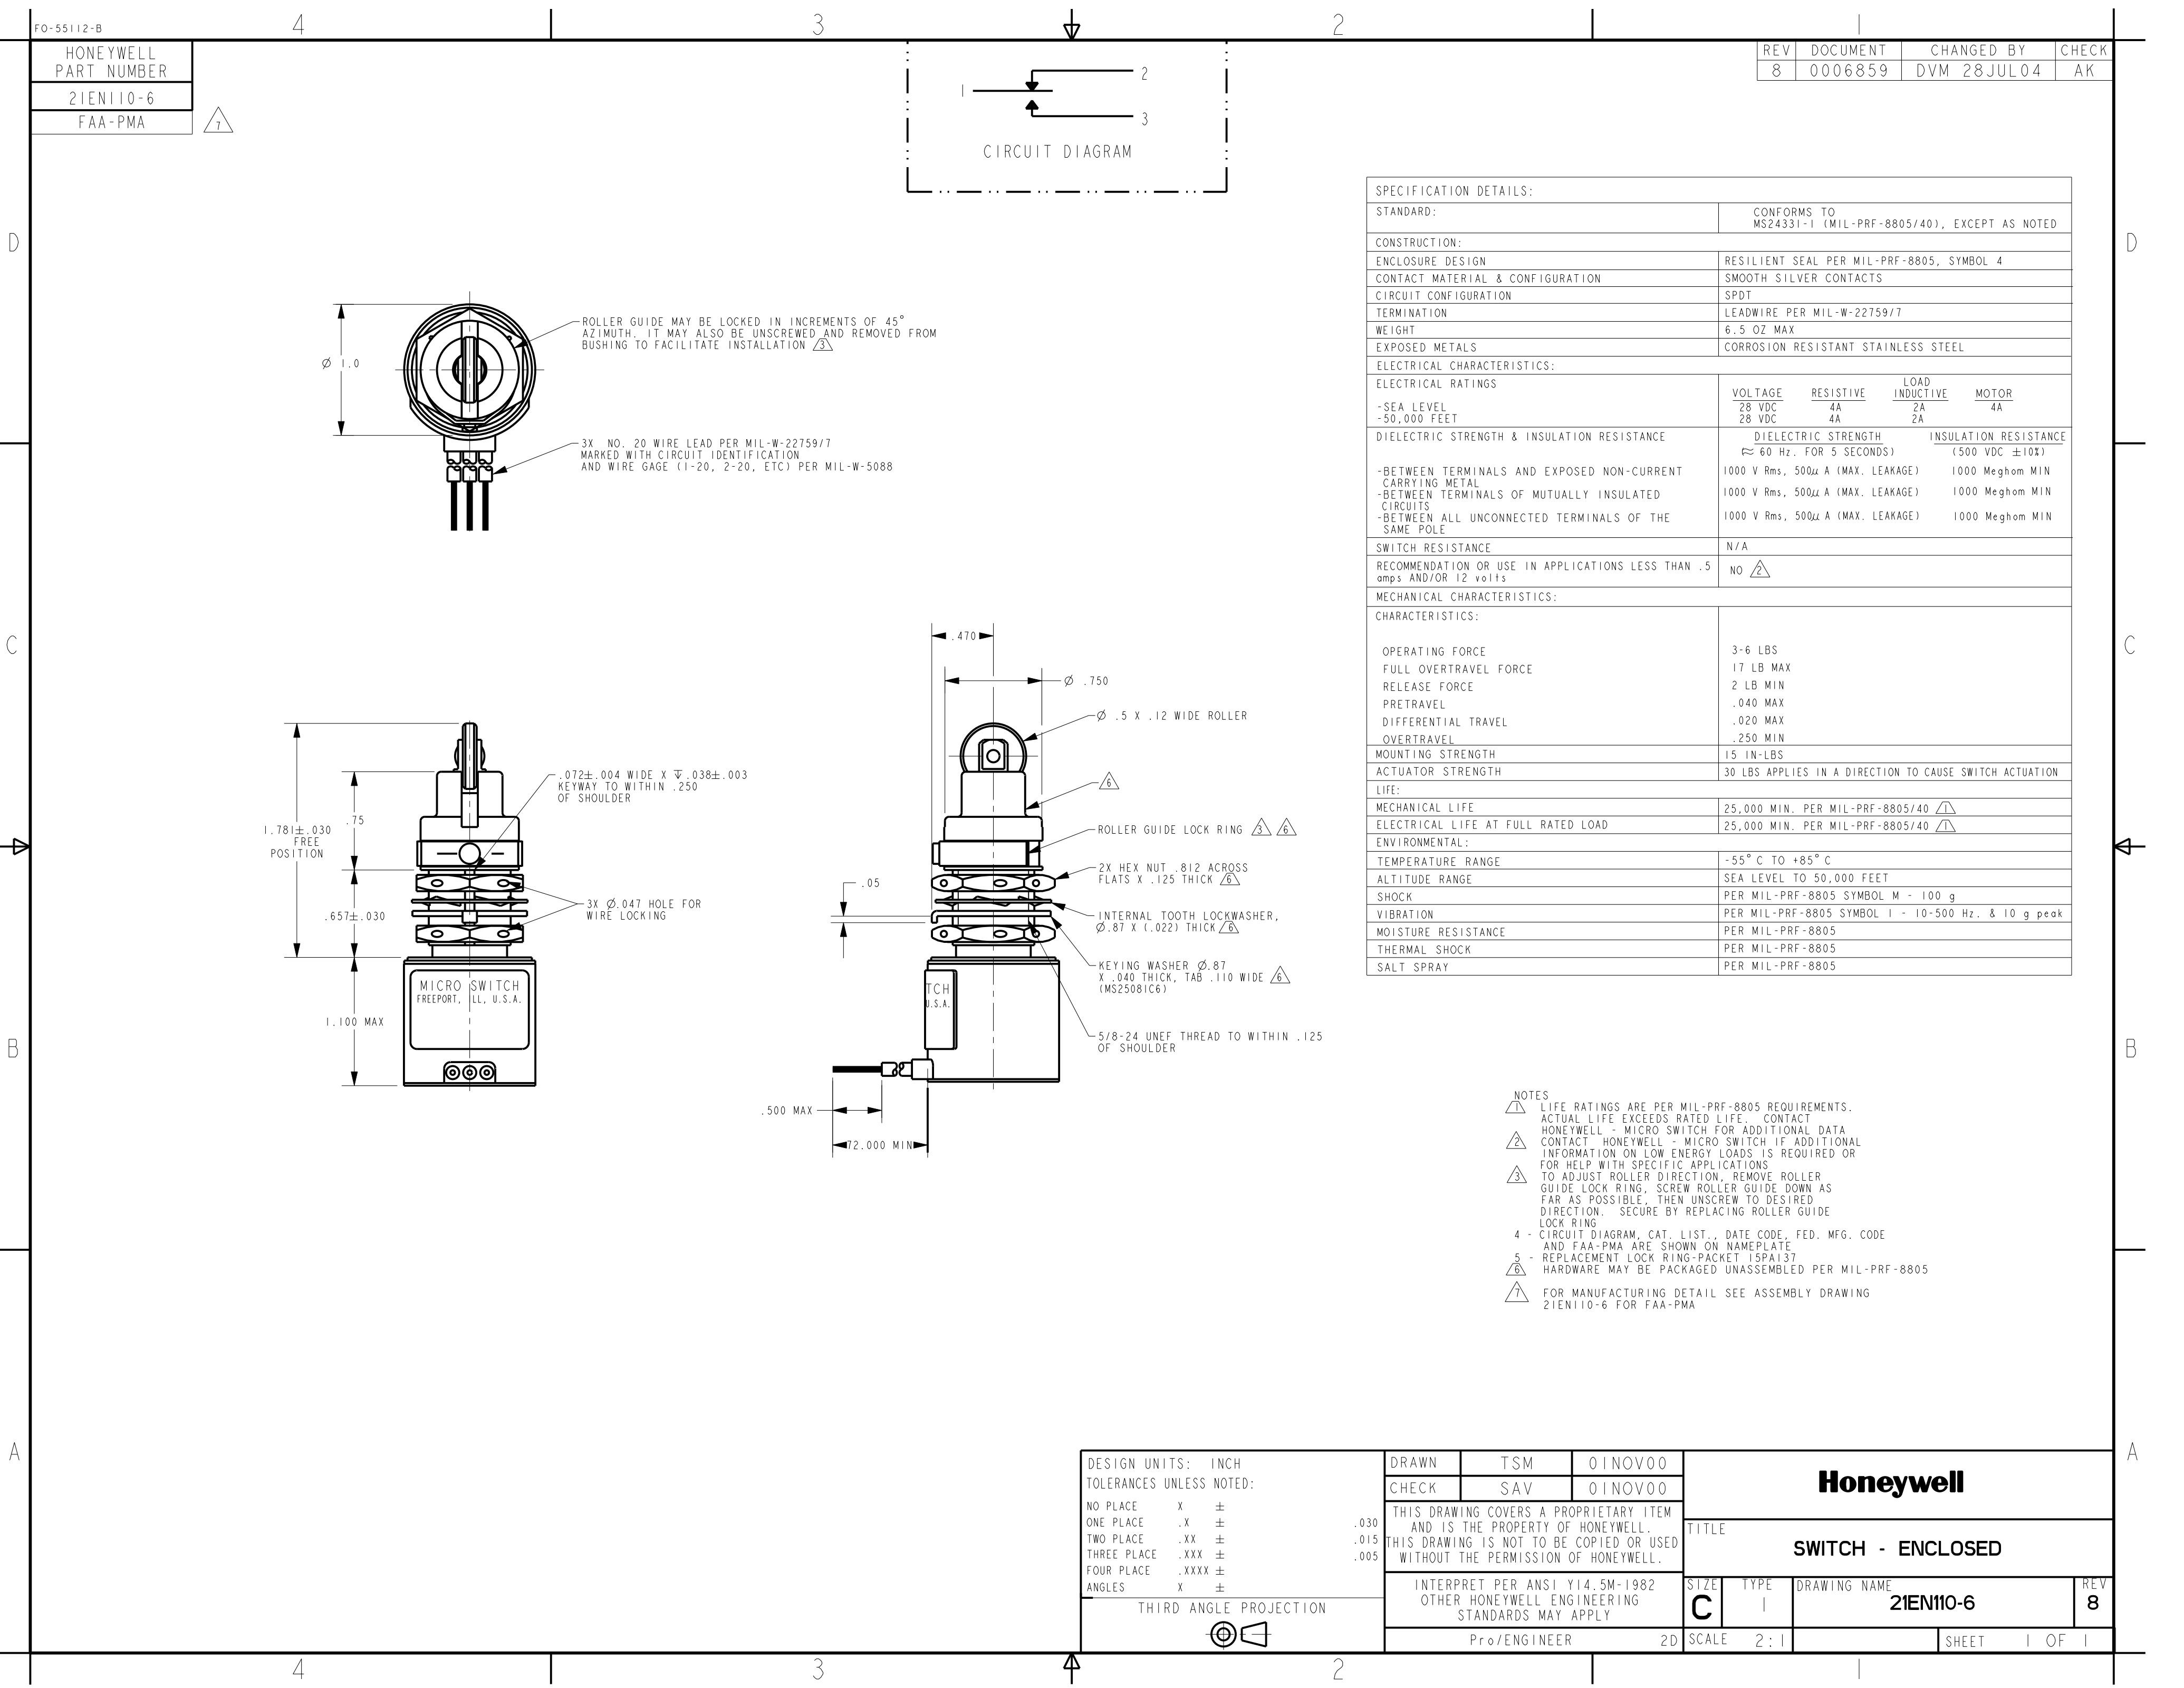 FO-55112-B
4
3
2
1
HONEYWELL
PART NUMBER
21EN110-6
FAA-PMA
7
1
2
3
CIRCUIT DIAGRAM
REV DOCUMENT CHANGED BY CHECK
8 0006859 DVM 28JUL04 AK
D
D
C
C
B
B
A
A
SPECIFICATION DETAILS:
STANDARD: CONFORMS TO
MS24331-1 (MIL-PRF-8805/40), EXCEPT AS NOTED
CONSTRUCTION:
ENCLOSURE DESIGN RESILIENT SEAL PER MIL-PRF-8805, SYMBOL 4
CONTACT MATERIAL & CONFIGURATION SMOOTH SILVER CONTACTS
CIRCUIT CONFIGURATION SPDT
TERMINATION LEADWIRE PER MIL-W-22759/7
WEIGHT 6.5 OZ MAX
EXPOSED METALS CORROSION RESISTANT STAINLESS STEEL
ELECTRICAL CHARACTERISTICS:
ELECTRICAL RATINGS LOAD
VOLTAGE RESISTIVE INDUCTIVE MOTOR
-SEA LEVEL 28 VDC 4A 2A 4A
-50,000 FEET 28 VDC 4A 2A
DIELECTRIC STRENGTH & INSULATION RESISTANCE DIELECTRIC STRENGTH INSULATION RESISTANCE
≈ 60 Hz. FOR 5 SECONDS) (500 VDC ±10%)
-BETWEEN TERMINALS AND EXPOSED NON-CURRENT 1000 V Rms, 500μ A (MAX. LEAKAGE) 1000 Meghom MIN
CARRYING METAL
-BETWEEN TERMINALS OF MUTUALLY INSULATED 1000 V Rms, 500μ A (MAX. LEAKAGE) 1000 Meghom MIN
CIRCUITS
-BETWEEN ALL UNCONNECTED TERMINALS OF THE 1000 V Rms, 500μ A (MAX. LEAKAGE) 1000 Meghom MIN
SAME POLE
SWITCH RESISTANCE N/A
RECOMMENDATION OR USE IN APPLICATIONS LESS THAN .5 NO 2
amps AND/OR 12 volts
MECHANICAL CHARACTERISTICS:
CHARACTERISTICS:
OPERATING FORCE 3-6 LBS
FULL OVERTRAVEL FORCE 17 LB MAX
RELEASE FORCE 2 LB MIN
PRETRAVEL .040 MAX
DIFFERENTIAL TRAVEL .020 MAX
OVERTRAVEL .250 MIN
MOUNTING STRENGTH 15 IN-LBS
ACTUATOR STRENGTH 30 LBS APPLIES IN A DIRECTION TO CAUSE SWITCH ACTUATION
LIFE:
MECHANICAL LIFE 25,000 MIN. PER MIL-PRF-8805/40 1
ELECTRICAL LIFE AT FULL RATED LOAD 25,000 MIN. PER MIL-PRF-8805/40 1
ENVIRONMENTAL:
TEMPERATURE RANGE -55°C TO +85°C
ALTITUDE RANGE SEA LEVEL TO 50,000 FEET
SHOCK PER MIL-PRF-8805 SYMBOL M - 100 g
VIBRATION PER MIL-PRF-8805 SYMBOL 1 - 10-500 Hz. & 10 g peak
MOISTURE RESISTANCE PER MIL-PRF-8805
THERMAL SHOCK PER MIL-PRF-8805
SALT SPRAY PER MIL-PRF-8805
Ø 1.0
ROLLER GUIDE MAY BE LOCKED IN INCREMENTS OF 45°
AZIMUTH. IT MAY ALSO BE UNSCREWED AND REMOVED FROM
BUSHING TO FACILITATE INSTALLATION 3
3X NO. 20 WIRE LEAD PER MIL-W-22759/7
MARKED WITH CIRCUIT IDENTIFICATION
AND WIRE GAGE (1-20, 2-20, ETC) PER MIL-W-5088
1.781±.030
FREE
POSITION
.75
.657±.030
1.100 MAX
.072±.004 WIDE X ↧ .038±.003
KEYWAY TO WITHIN .250
OF SHOULDER
3X Ø.047 HOLE FOR
WIRE LOCKING
MICRO SWITCH
FREEPORT, ILL, U.S.A.
.470
Ø .750
Ø .5 X .12 WIDE ROLLER
6
ROLLER GUIDE LOCK RING 3 6
2X HEX NUT .812 ACROSS
FLATS X .125 THICK 6
.05
INTERNAL TOOTH LOCKWASHER,
Ø.87 X (.022) THICK 6
KEYING WASHER Ø.87
X .040 THICK, TAB .110 WIDE 6
(MS25081C6)
5/8-24 UNEF THREAD TO WITHIN .125
OF SHOULDER
TCH
U.S.A.
.500 MAX
72.000 MIN
NOTES
1 LIFE RATINGS ARE PER MIL-PRF-8805 REQUIREMENTS.
ACTUAL LIFE EXCEEDS RATED LIFE. CONTACT
HONEYWELL - MICRO SWITCH FOR ADDITIONAL DATA
2 CONTACT HONEYWELL - MICRO SWITCH IF ADDITIONAL
INFORMATION ON LOW ENERGY LOADS IS REQUIRED OR
FOR HELP WITH SPECIFIC APPLICATIONS
3 TO ADJUST ROLLER DIRECTION, REMOVE ROLLER
GUIDE LOCK RING, SCREW ROLLER GUIDE DOWN AS
FAR AS POSSIBLE, THEN UNSCREW TO DESIRED
DIRECTION. SECURE BY REPLACING ROLLER GUIDE
LOCK RING
4 - CIRCUIT DIAGRAM, CAT. LIST., DATE CODE, FED. MFG. CODE
AND FAA-PMA ARE SHOWN ON NAMEPLATE
5 - REPLACEMENT LOCK RING-PACKET 15PA137
6 HARDWARE MAY BE PACKAGED UNASSEMBLED PER MIL-PRF-8805
7 FOR MANUFACTURING DETAIL SEE ASSEMBLY DRAWING
21EN110-6 FOR FAA-PMA
DESIGN UNITS: INCH
TOLERANCES UNLESS NOTED:
NO PLACE X ±
ONE PLACE .X ± .030
TWO PLACE .XX ± .015
THREE PLACE .XXX ± .005
FOUR PLACE .XXXX ±
ANGLES X ±
THIRD ANGLE PROJECTION
DRAWN TSM 01NOV00
CHECK SAV 01NOV00
THIS DRAWING COVERS A PROPRIETARY ITEM
AND IS THE PROPERTY OF HONEYWELL.
THIS DRAWING IS NOT TO BE COPIED OR USED
WITHOUT THE PERMISSION OF HONEYWELL.
INTERPRET PER ANSI Y14.5M-1982
OTHER HONEYWELL ENGINEERING
STANDARDS MAY APPLY
Pro/ENGINEER 2D
Honeywell
TITLE
SWITCH - ENCLOSED
SIZE TYPE DRAWING NAME REV
C 1 21EN110-6 8
SCALE 2:1 SHEET 1 OF 1
4
3
2
1